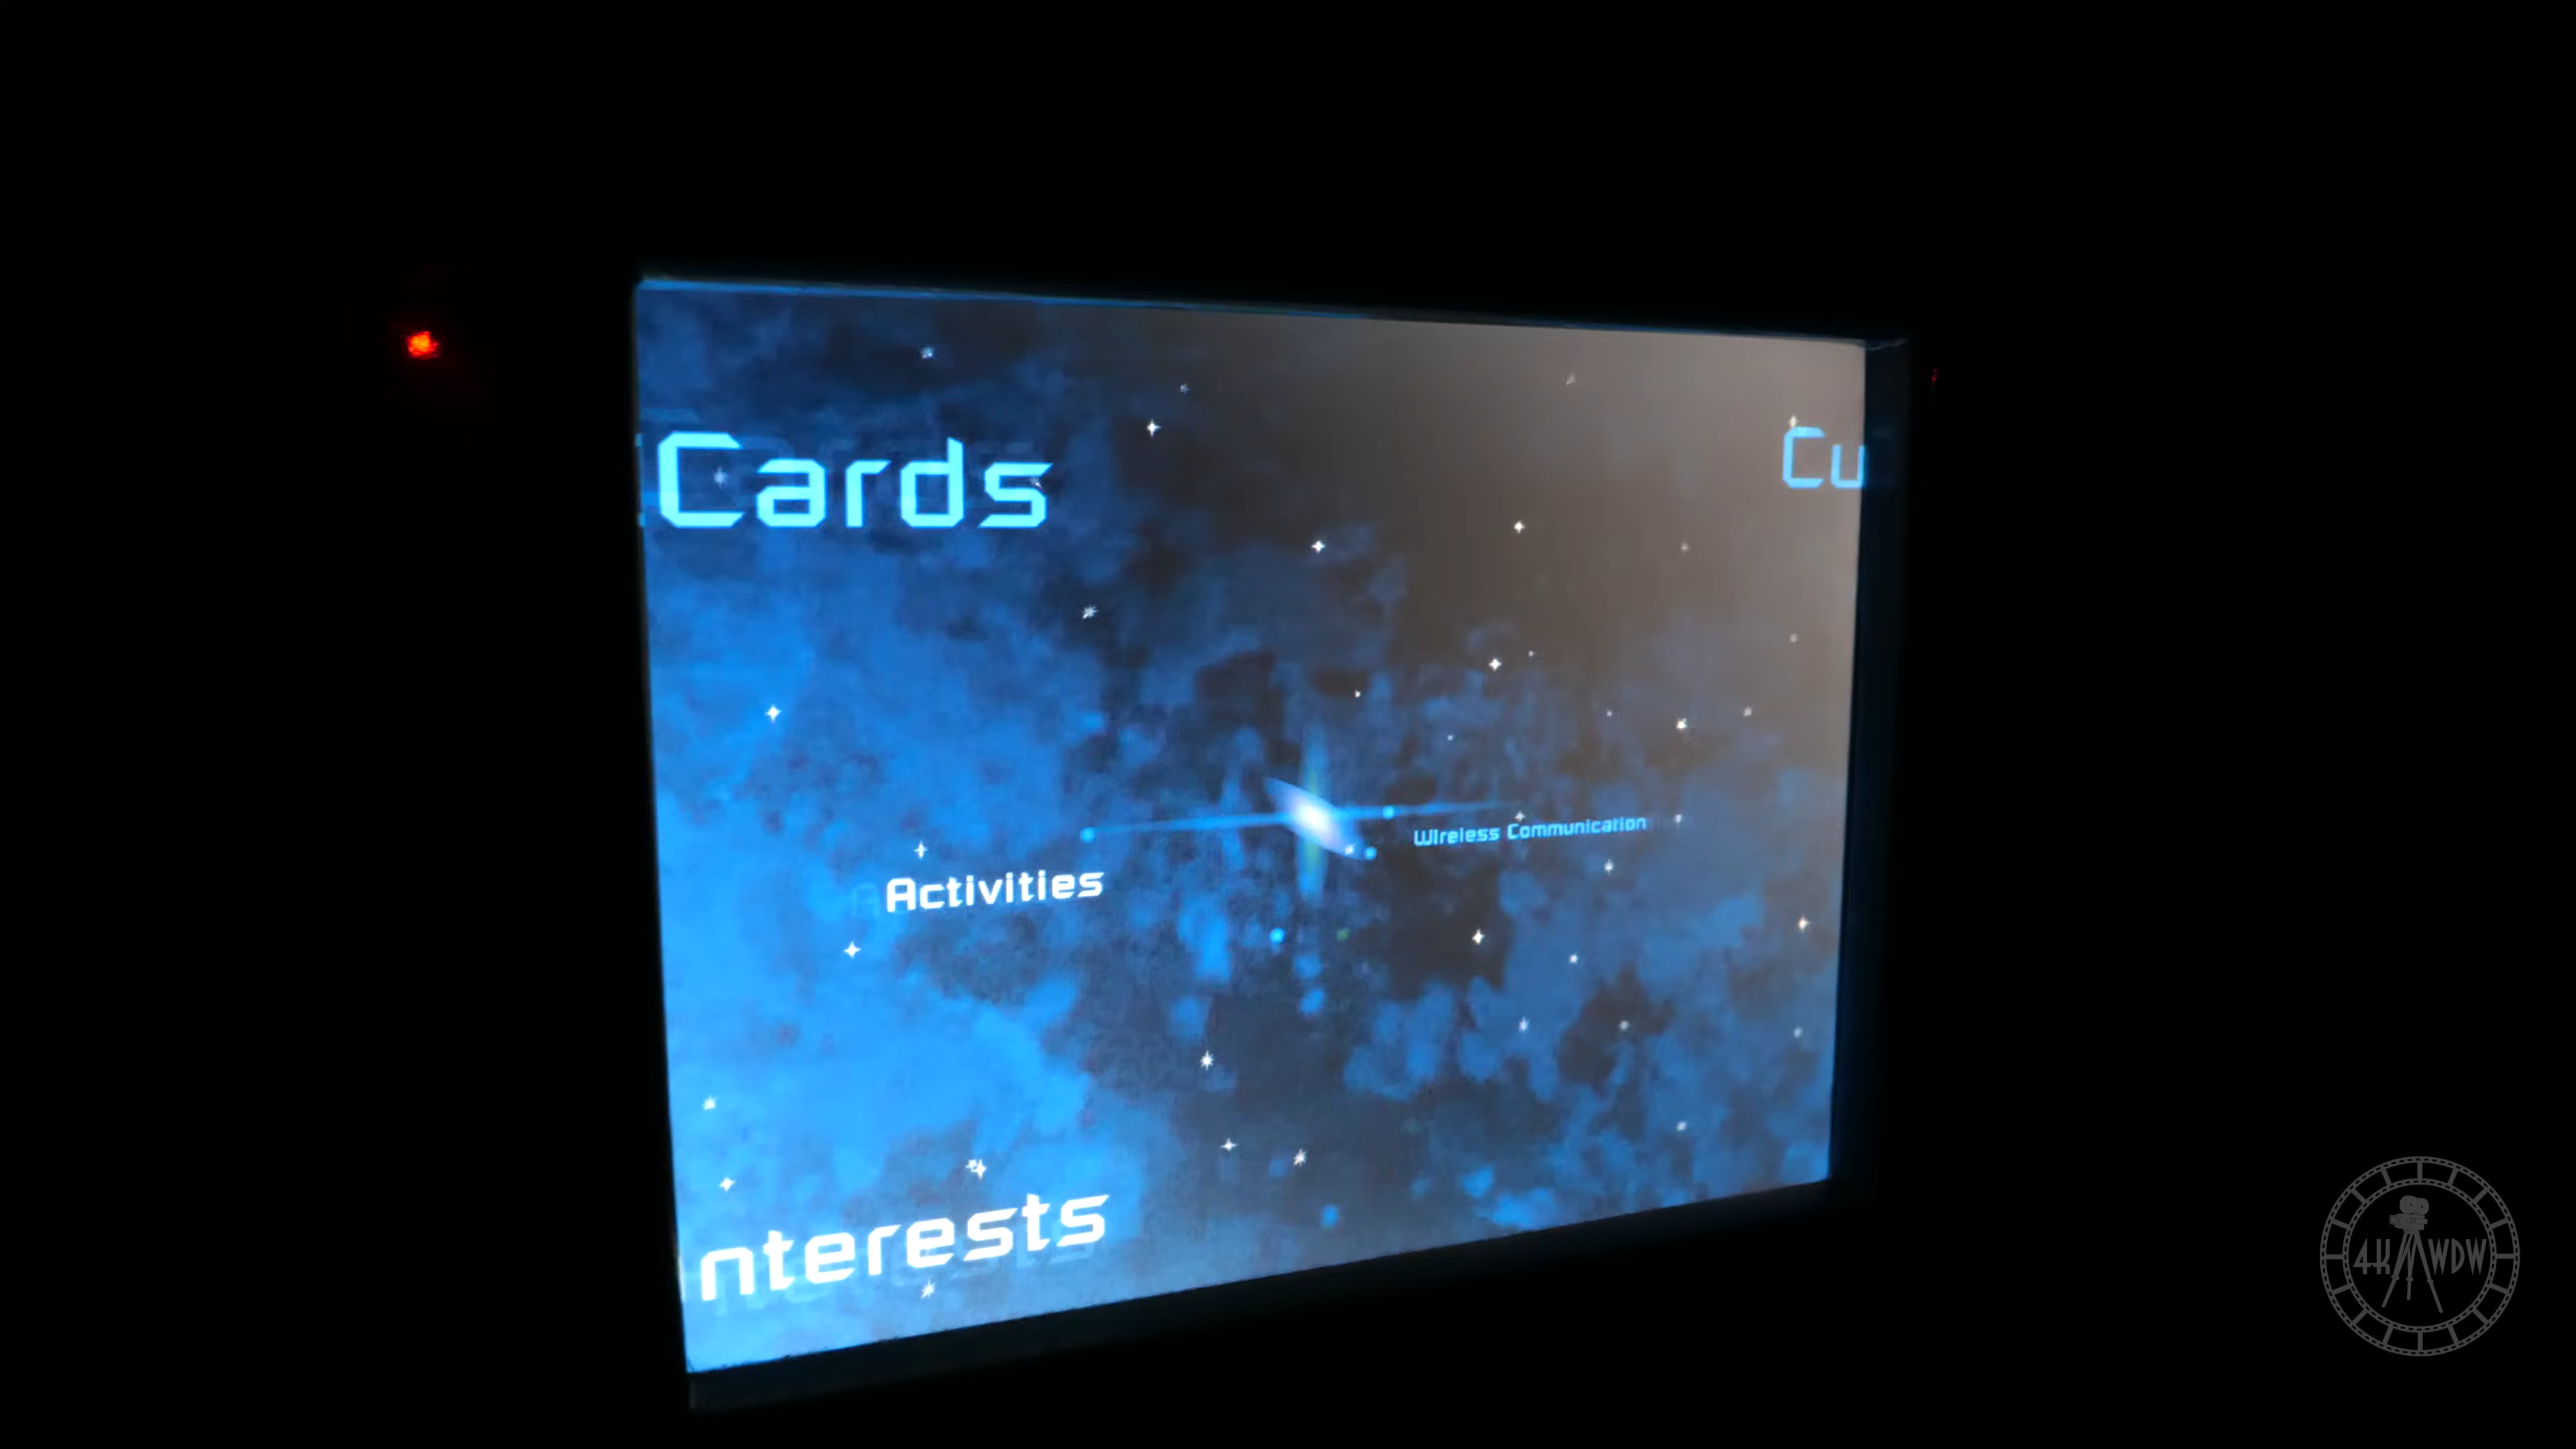 Cards
Cu
Wireless Communication
Activities
nterests
4K WDW